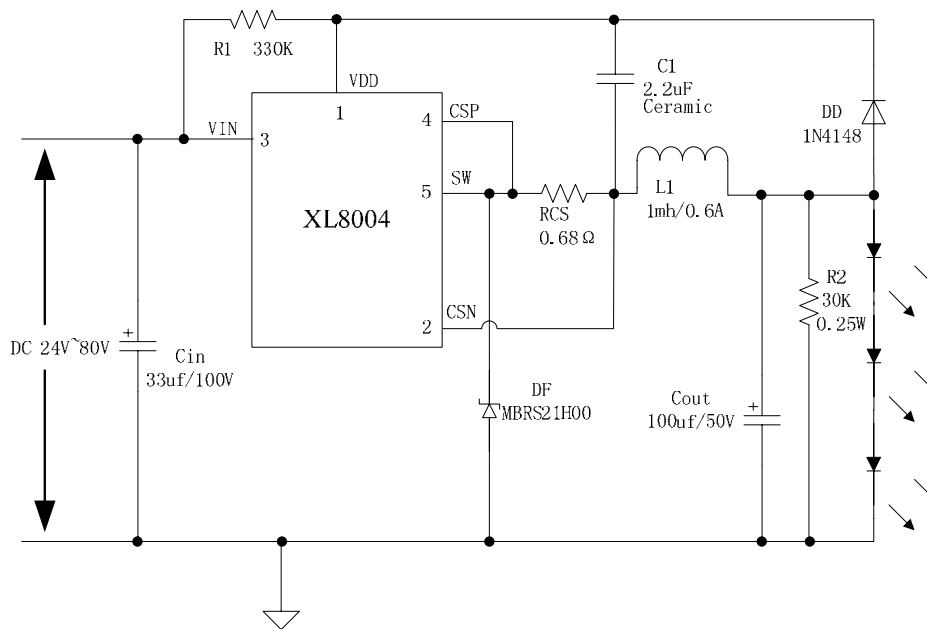 R1 330K
VDD
1
C1
2.2uF
Ceramic
DD
1N4148
VIN
3
CSP
4
SW
5
XL8004
RCS
0.68Ω
L1
1mh/0.6A
CSN
2
R2
30K
0.25W
DC 24V~80V
+
Cin
33uf/100V
DF
MBRS21H00
Cout
100uf/50V
+